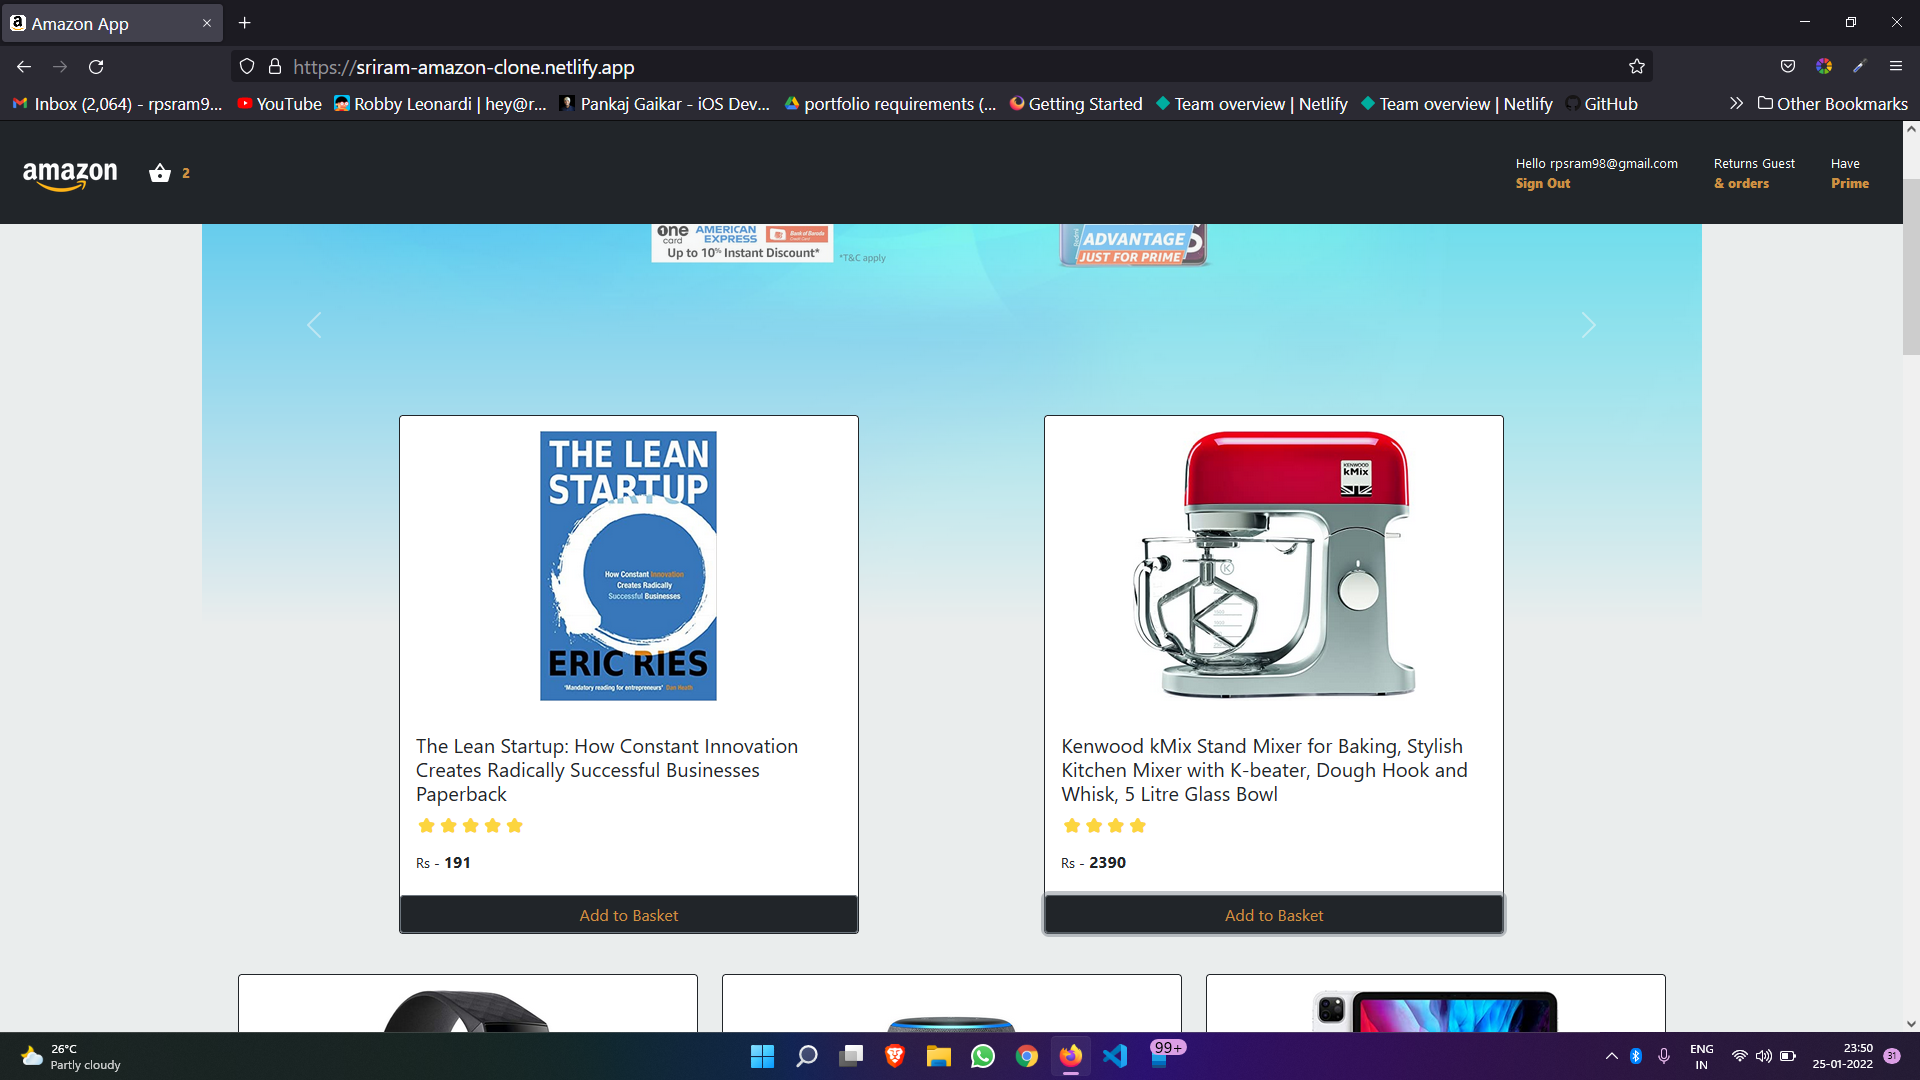 Amazon App
https://sriram-amazon-clone.netlify.app
Inbox (2,064) - rpsram9... YouTube Robby Leonardi | hey@r... Pankaj Gaikar - iOS Dev... portfolio requirements (... Getting Started Team overview | Netlify Team overview | Netlify GitHub Other Bookmarks
amazon 2
Hello rpsram98@gmail.com
Sign Out
Returns Guest
& orders
Have
Prime
one
card
AMERICAN
EXPRESS
Bank of Baroda
Up to 10% Instant Discount*
*T&C apply
ADVANTAGE
JUST FOR PRIME
THE LEAN
STARTUP
How Constant Innovation
Creates Radically
Successful Businesses
ERIC RIES
'Mandatory reading for entrepreneurs' Dan Heath
KENWOOD
kMix
The Lean Startup: How Constant Innovation
Creates Radically Successful Businesses
Paperback
Rs - 191
Add to Basket
Kenwood kMix Stand Mixer for Baking, Stylish
Kitchen Mixer with K-beater, Dough Hook and
Whisk, 5 Litre Glass Bowl
Rs - 2390
Add to Basket
26°C
Partly cloudy
99+
ENG
IN
23:50
25-01-2022
31